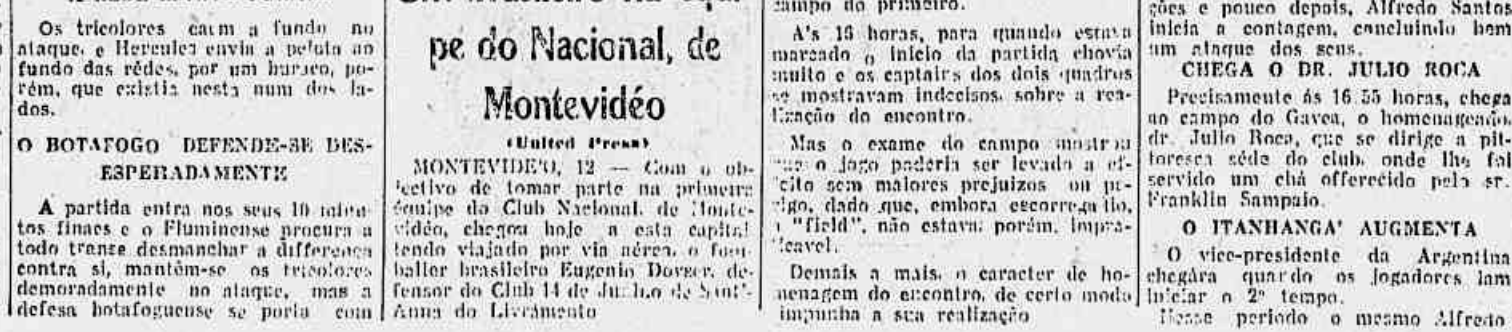 Os tricolores caem a fundo no
ataque, e Hercules envia a pelota ao
fundo das rêdes, por um buraco, po-
rém, que existia nesta num dos la-
dos.
O BOTAFOGO DEFENDE-SE DES-
ESPERADAMENTE
A partida entra nos seus 10 minu-
tos finaes e o Fluminense procura a
todo transe desmanchar a differença
contra si, mantêm-se os tricolores
demoradamente no ataque, mas a
defesa botafoguense se porta com
pe do Nacional, de
Montevidéo
(United Press)
MONTEVIDE'O, 12 — Com o ob-
jectivo de tomar parte na primeira
équipe do Club Nacional, de Monte-
vidéo, chegou hoje a esta capital
tendo viajado por via aérea, o foot-
baller brasileiro Eugenio, de-
fensor do Club 14 de Julho de Sant'-
Anna do Livramento
campo do primeiro.
A's 16 horas, para quando estava
marcado o inicio da partida chovia
muito e os captains dos dois quadros
se mostravam indecisos, sobre a rea-
lização do encontro.
Mas o exame do campo mostrou
que o jogo poderia ser levado a ef-
feito sem maiores prejuizos ou pe-
rigo, dado que, embora escorregadio,
o "field", não estava, porém, impra-
ticavel.
Demais a mais, o caracter de ho-
menagem do encontro, de certo modo
impunha a sua realização
ções e pouco depois, Alfredo Santos
inicia a contagem, concluindo bem
um ataque dos seus.
CHEGA O DR. JULIO ROCA
Precisamente ás 16.55 horas, chega
ao campo do Gavea, o homenageado,
dr. Julio Roca, que se dirige a pit-
toresca séde do club, onde lhe foi
servido um chá offerecido pelo sr.
Franklin Sampaio.
O ITANHANGA' AUGMENTA
O vice-presidente da Argentina
chegára quando os jogadores iam
iniciar o 2º tempo.
Nesse periodo o mesmo Alfredo